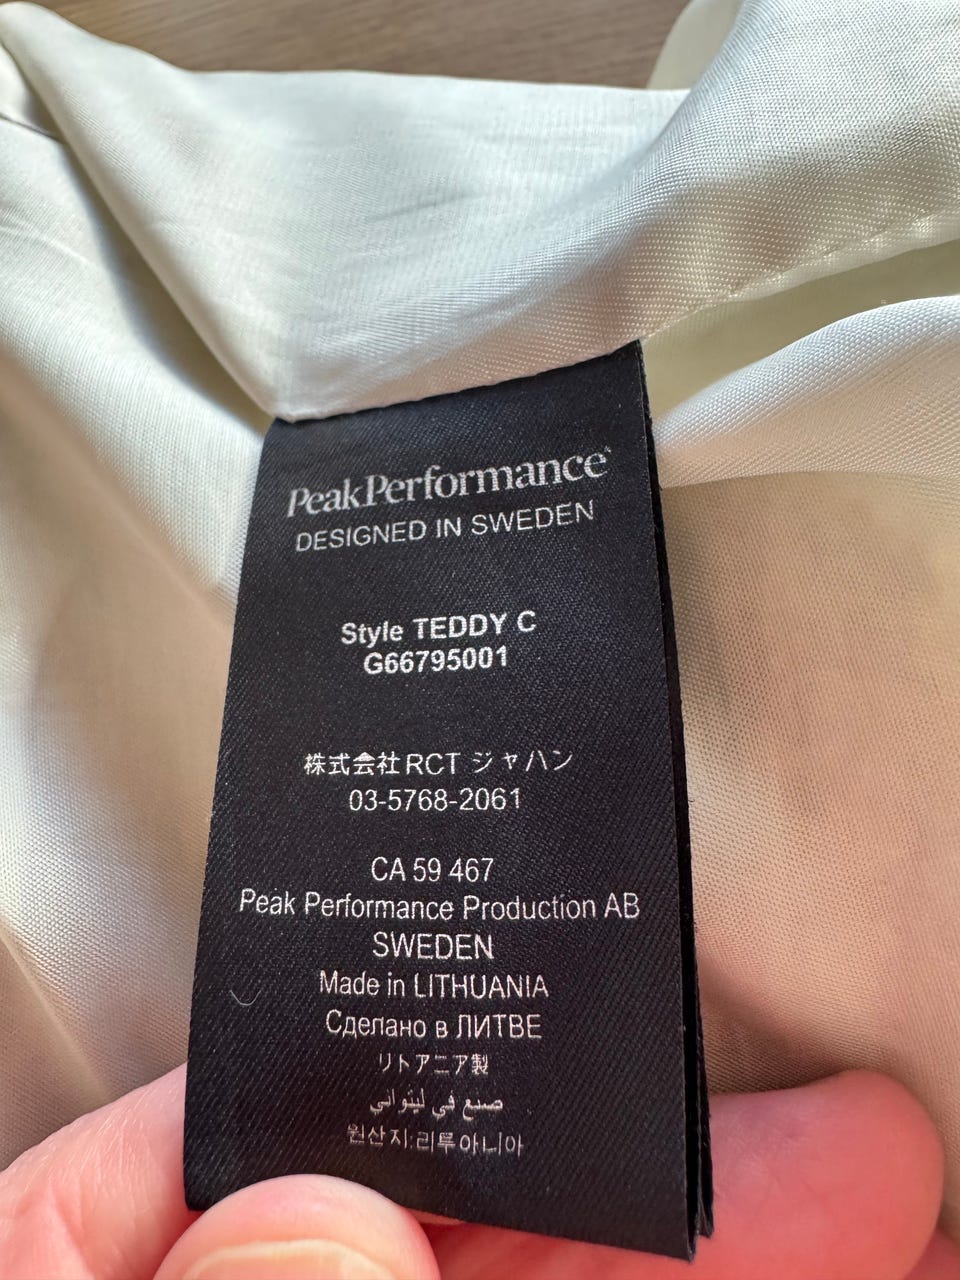 PeakPerformance
DESIGNED IN SWEDEN
Style TEDDY C
G66795001
株式会社RCT ジャハン
03-5768-2061
CA 59 467
Peak Performance Production AB
SWEDEN
Made in LITHUANIA
Сделано в ЛИТВЕ
リトアニア製
صنع في ليتواني
원산지:리투아니아